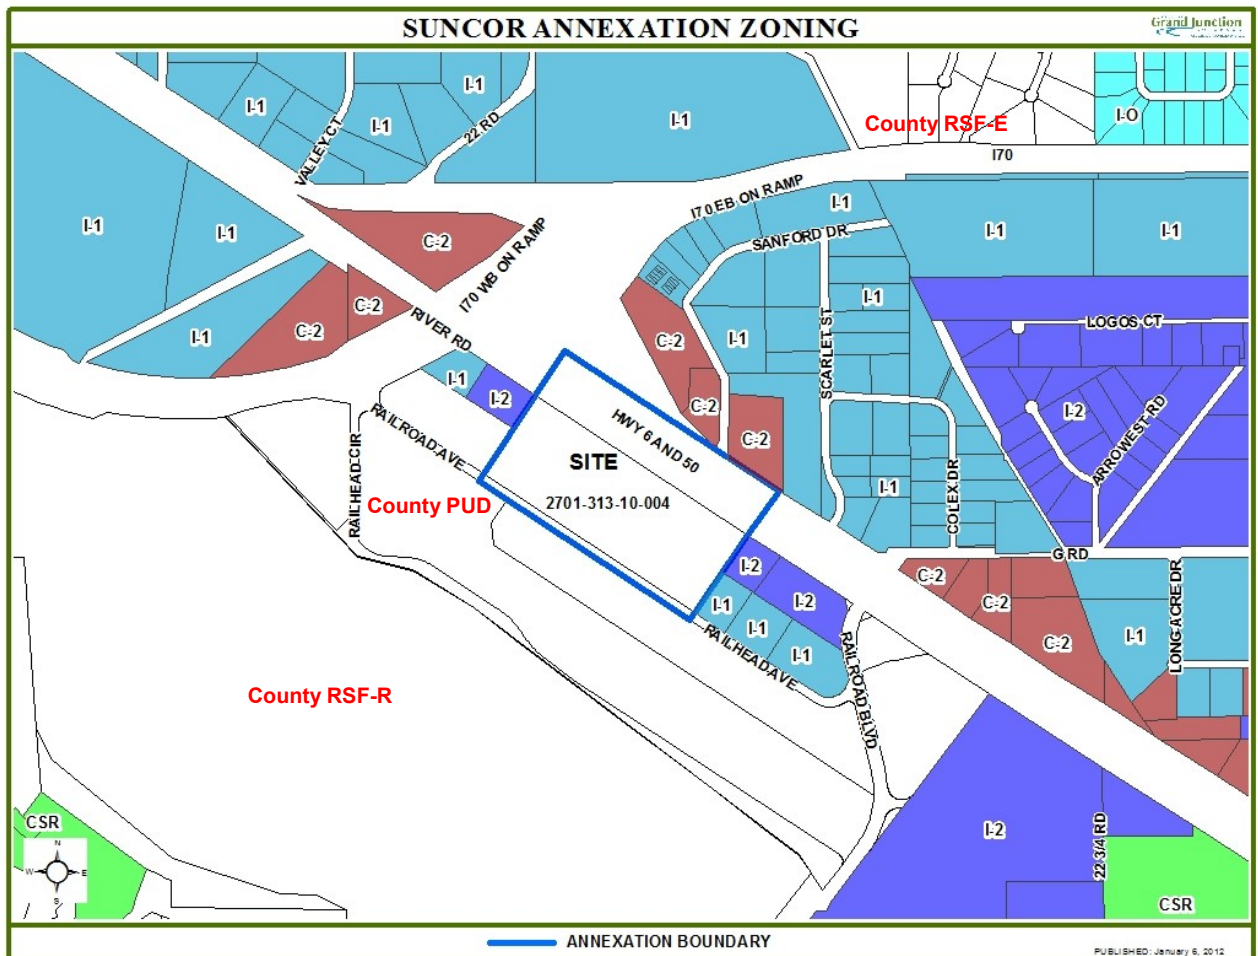 SUNCOR ANNEXATION ZONING
Grand Junction
I-1
I-1
I-1
I-1
VALLEY CT
22 RD
County RSF-E
I-O
I70
I-1
I-1
C-2
I70 WB ON RAMP
I70 EB ON RAMP
I-1
SANFORD DR
I-1
I-1
I-1
C-2
C-2
RIVER RD
I-1
I-2
C-2
C-2
C-2
I-1
I-1
SCARLET ST
LOGOS CT
I-2
ARROWEST RD
RAILROAD AVE
RAILHEAD CIR
HWY 6 AND 50
SITE
2701-313-10-004
County PUD
I-1
COLEX DR
G RD
I-2
I-2
I-1
I-1
I-1
RAILHEAD AVE
RAILROAD BLVD
C-2
C-2
C-2
I-1
LONG ACRE DR
County RSF-R
I-2
22 3/4 RD
CSR
CSR
N
W
E
S
ANNEXATION BOUNDARY
PUBLISHED: January 6, 2012